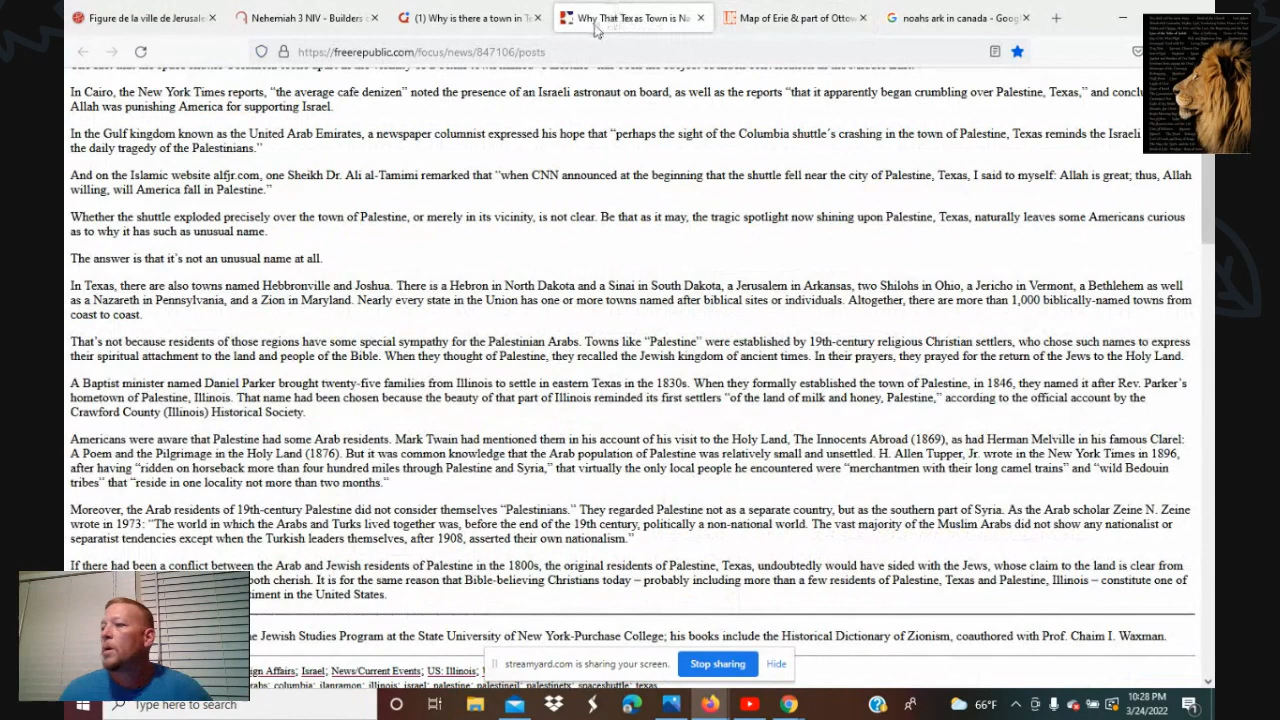 Figure de la ville de Jerusale
Nehemiah 3 NIV - Builders
(1) Why is there a town in T
Why That Texas Town is Na
Map of Erie & part of Ottow
noahs ark in canada - Goog
https://freerepublic.com/focus/news/847106/posts
In Cairo, the New York Times reports, “the average cafe denizen” noted the presence of an Israeli astronaut on board, as well as the reports “that it apparently began crumbling over Palestine, Texas,” and conclu
Allah was punishing America for supporting Israel.
In the Gulf kingdom known as the United Arab Emirates, a newspaper columnist expressed his hope that “perhaps the sight of the Columbia shuttle´s crashing in the town of Palestine, Texas reminds the Israeli
the daily tragedy of the Palestinians.”
And on the Islamic website alfjr.com, one Sheikh Dr. Ali al-Tamimi remarked that “when CNN announced at the beginning that the shuttle fell near the city of Palestine, Texas, I said to myself: Allah is great; thus, Allah
willing, will America fall in Palestine.”
Whether the shuttle exploded precisely over the town of Palestine, or merely in its vicinity, is not clear. Be that as it may, the tragic spotlight now shining upon Palestine, Texas, naturally leaves some Americans curious
as to why it has such as unusual name.
The answer is that it’s not an unusual name at all.
In Texas, there are also towns named Hebbronville and Joshua. There is a Hebron in North Dakota and a Sinai in South Dakota, a Jerusalem in Arkansas, two Shilohs in Ohio, a Jericho in Vermont, a Bethlehem as well
as a Nazareth in Pennsylvania, and a Zion in Maryland. Nearly every state in the Union has one or more towns named after biblical sites or individuals. Altogether, there are more than 1,000 biblically-named towns from
coast to coast.
That’s not because residents of those regions have some special sympathy for the Palestinian Arabs. Towns like “Palestine” were established by 19th-century religious Christian settlers, who chose such names to express
their spiritual attachment to the land and people of the Bible. When they thought of Palestine, they recalled the Jewish kingdom of ancient times. In their prayers, they prayed for the return of the Jews to the Holy Land.
A Baptist minister named Daniel Parker brought twenty-five families from Illinois to settle in eastern Texas in the 1830s. When they formally established the town of Palestine, in 1846, they named it after Rev. Parker’s
hometown of Palestine, Illinois. That name had been chosen because the beauty of that part of Illinois reminded its first settlers “of the land of milk and honey, Palestine,” according to the official account by the
Crawford County (Illinois) Historical Society.
Americans were aware that Palestine had some Arab residents. Mark Twain had mentioned them in his account of his visit to the Holy Land, The Innocents Abroad (1869), as had Herman Melville in his famous Clarel:
A Poem and the Pilgrimage in the Holy Land (1876). But it was common knowledge that the Arab population of Palestine was relatively small and unsettled. H. Allen Tupper, Jr. wrote in the New York Times in 1896,
after having “ridden on horseback more than four hundred miles through Palestine and Syria,” that virtually the only local people he encountered were “merchantmen with their long camel trains” and “wild Bedouin
tribes” that “reside in one locality not more than two months.”
Moreover, the Arab residents of 19th-century Palestine did not consider themselves “Palestinians.” They regarded Palestine not as a separate country, but as the southern part of Syria. As the Arab scholar Zeine N. Zeine
wrote in 1973: “The world in which the Arabs and Turks lived together was, before the end of the 19th century, politically a non-national world. The vast majority of the Muslim Arabs did not show any nationalist or
separatist tendencies except when the Turkish leaders themselves, after 1908, asserted their own nationalism.”
If there had been a conflict between the Arab and Jewish residents of Palestine in the 1800s, the original residents of Palestine, Texas, undoubtedly would have sided with the Jews, whose claim to the land is clear from
both cherish. It is for the same reason that Bible-believing Christians today – probably including more than a few residents of Palestine, Texas and Palestine, Illinois – constitute one of
timent in the United States.
e Jewish Studies Program at the State University of New York-Purchase College; his books include the Historical Dictionary of Zionism, coauthored with Prof. Chaim I. Waxman.
ign Affairs; Israel; News/Current Events; US: Illinois;
streamyard.com is sharing your screen.
Stop sharing
Hide
Type here to search
66°F
10:28 PM
3/24/2022